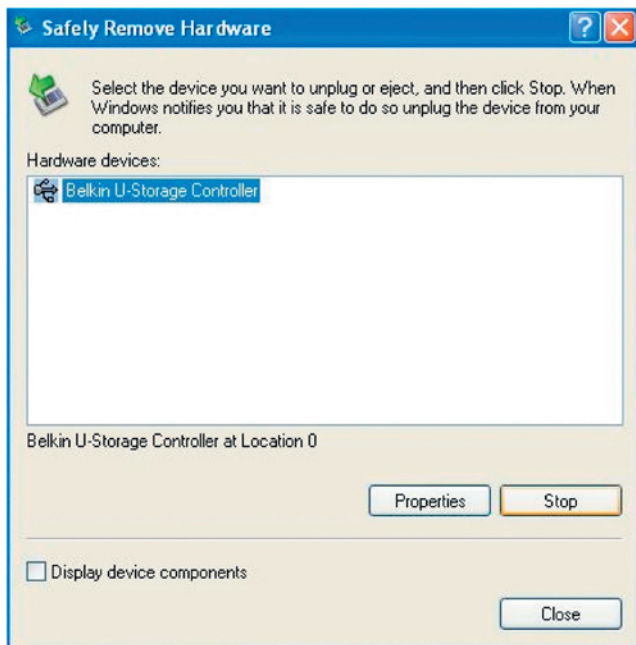 Safely Remove Hardware
Select the device you want to unplug or eject, and then click Stop. When
Windows notifies you that it is safe to do so unplug the device from your
computer.
Hardware devices:
Belkin U-Storage Controller
Belkin U-Storage Controller at Location 0
Properties Stop
Display device components
Close